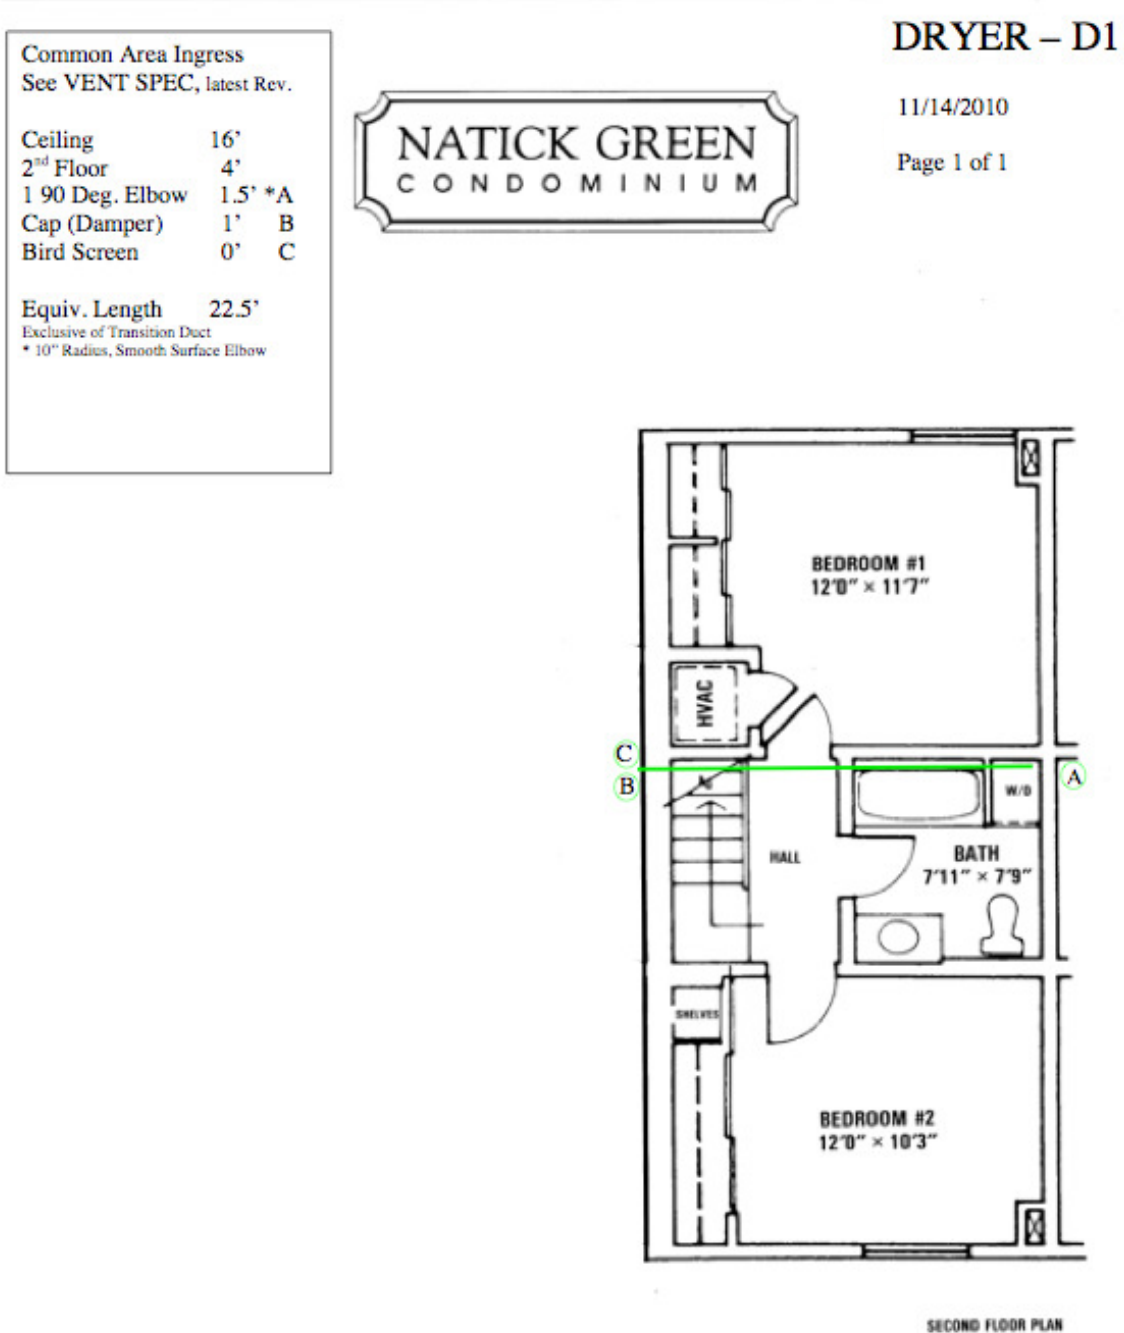 DRYER – D1
11/14/2010
Page 1 of 1
Common Area Ingress
See VENT SPEC, latest Rev.
Ceiling 16’
2nd Floor 4’
1 90 Deg. Elbow 1.5’ *A
Cap (Damper) 1’ B
Bird Screen 0’ C
Equiv. Length 22.5’
Exclusive of Transition Duct
* 10” Radius, Smooth Surface Elbow
NATICK GREEN
CONDOMINIUM
BEDROOM #1
12'0" × 11'7"
HVAC
C
B
A
W/D
HALL
BATH
7'11" × 7'9"
SHELVES
BEDROOM #2
12'0" × 10'3"
SECOND FLOOR PLAN